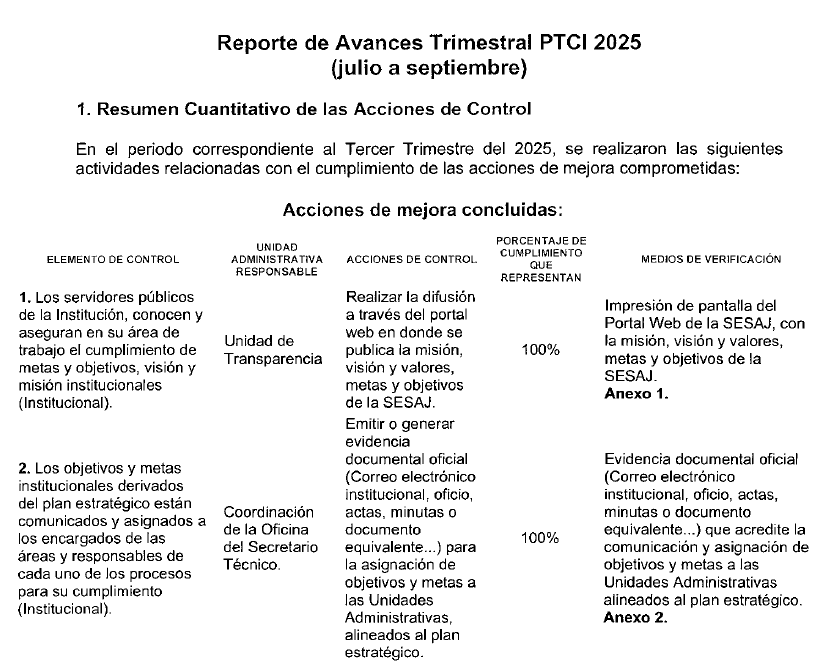 Reporte de Avances Trimestral PTCI 2025
(julio a septiembre)
1. Resumen Cuantitativo de las Acciones de Control
En el periodo correspondiente al Tercer Trimestre del 2025, se realizaron las siguientes
actividades relacionadas con el cumplimiento de las acciones de mejora comprometidas:
Acciones de mejora concluidas:
ELEMENTO DE CONTROL
UNIDAD
ADMINISTRATIVA
RESPONSABLE
ACCIONES DE CONTROL
PORCENTAJE DE
CUMPLIMIENTO
QUE
REPRESENTAN
MEDIOS DE VERIFICACIÓN
1. Los servidores públicos
de la Institución, conocen y
aseguran en su área de
trabajo el cumplimiento de
metas y objetivos, visión y
misión institucionales
(Institucional).
Unidad de
Transparencia
Realizar la difusión
a través del portal
web en donde se
publica la misión,
visión y valores,
metas y objetivos
de la SESAJ.
100%
Impresión de pantalla del
Portal Web de la SESAJ, con
la misión, visión y valores,
metas y objetivos de la
SESAJ.
Anexo 1.
2. Los objetivos y metas
institucionales derivados
del plan estratégico están
comunicados y asignados a
los encargados de las
áreas y responsables de
cada uno de los procesos
para su cumplimiento
(Institucional).
Coordinación
de la Oficina
del Secretario
Técnico.
Emitir o generar
evidencia
documental oficial
(Correo electrónico
institucional, oficio,
actas, minutas o
documento
equivalente...) para
la asignación de
objetivos y metas a
las Unidades
Administrativas,
alineados al plan
estratégico.
100%
Evidencia documental oficial
(Correo electrónico
institucional, oficio, actas,
minutas o documento
equivalente...) que acredite la
comunicación y asignación de
objetivos y metas a las
Unidades Administrativas
alineados al plan estratégico.
Anexo 2.